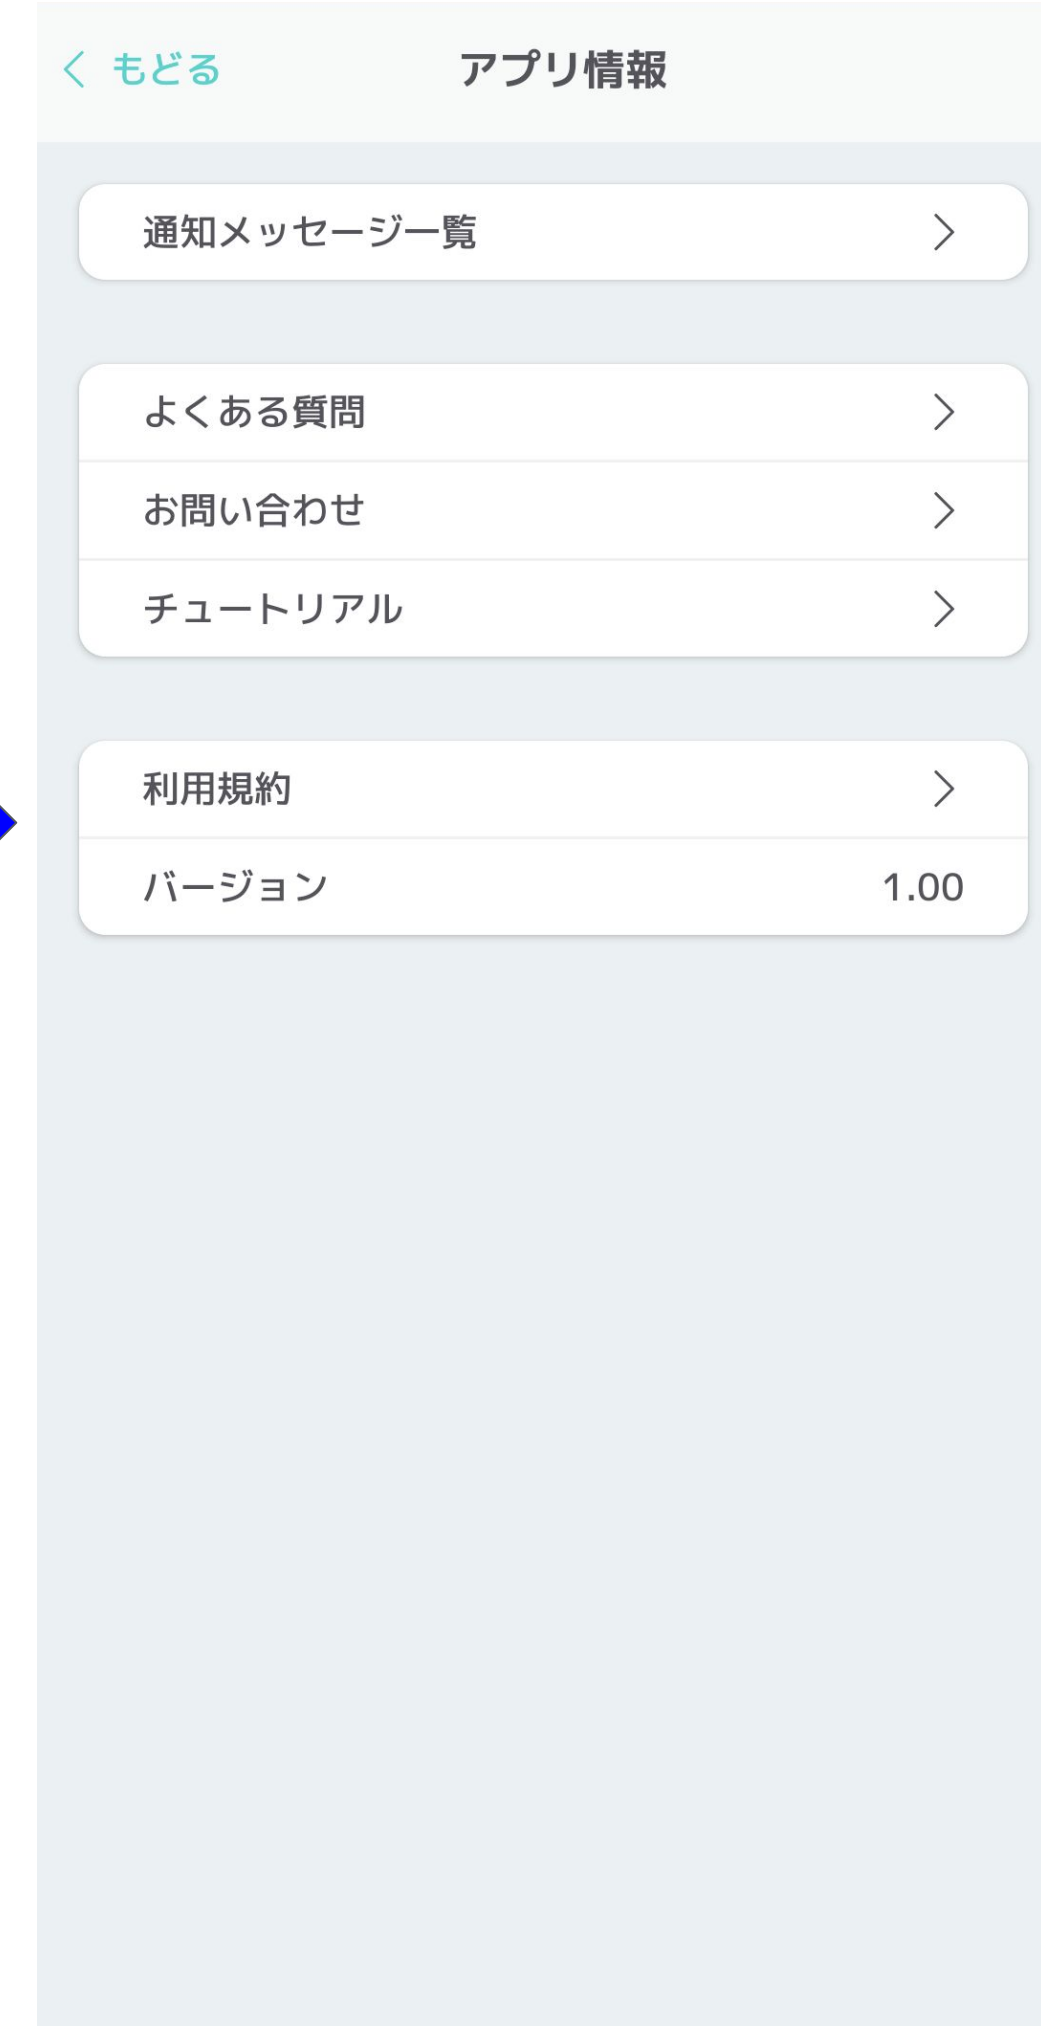 もどる
アプリ情報
通知メッセージ一覧
よくある質問
お問い合わせ
チュートリアル
利用規約
バージョン 1.00